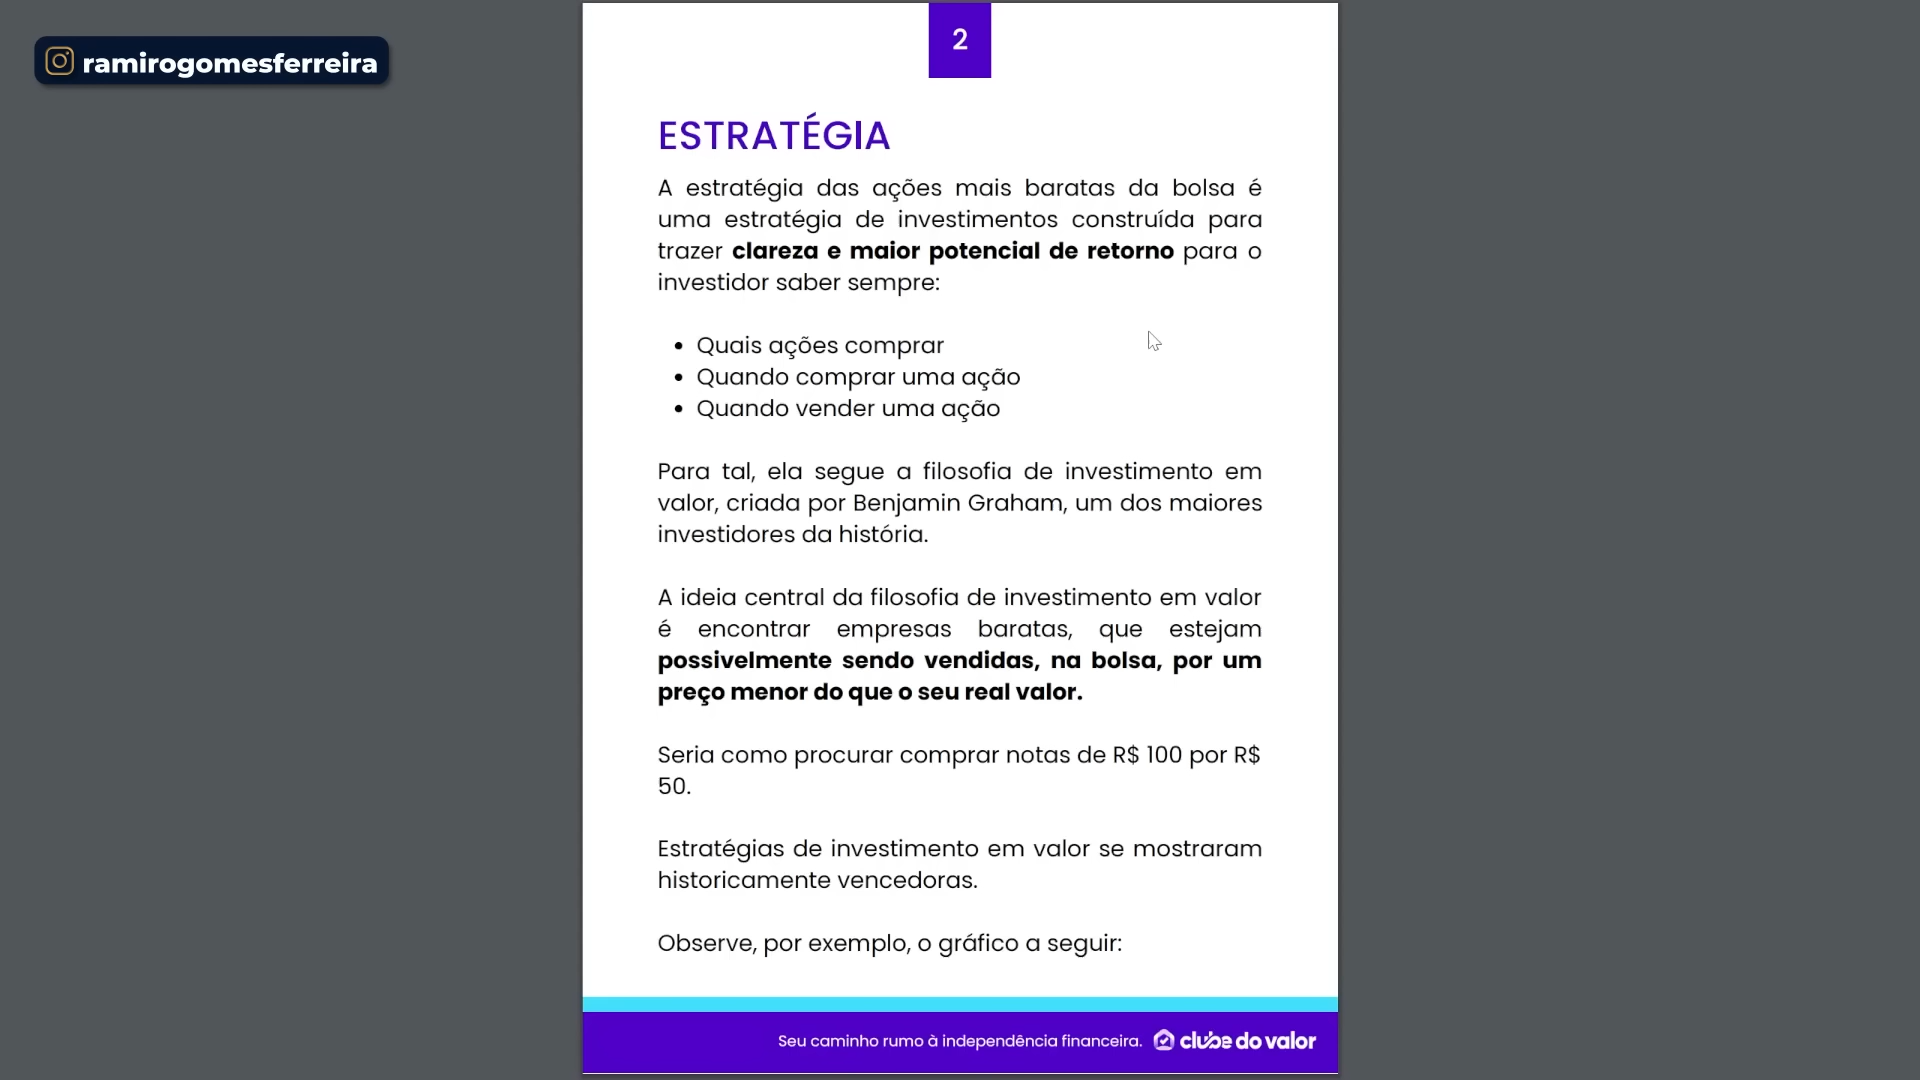 ramirogomesferreira
2
ESTRATÉGIA
A estratégia das ações mais baratas da bolsa é
uma estratégia de investimentos construída para
trazer clareza e maior potencial de retorno para o
investidor saber sempre:
• Quais ações comprar
• Quando comprar uma ação
• Quando vender uma ação
Para tal, ela segue a filosofia de investimento em
valor, criada por Benjamin Graham, um dos maiores
investidores da história.
A ideia central da filosofia de investimento em valor
é encontrar empresas baratas, que estejam
possivelmente sendo vendidas, na bolsa, por um
preço menor do que o seu real valor.
Seria como procurar comprar notas de R$ 100 por R$
50.
Estratégias de investimento em valor se mostraram
historicamente vencedoras.
Observe, por exemplo, o gráfico a seguir:
Seu caminho rumo à independência financeira. clube do valor